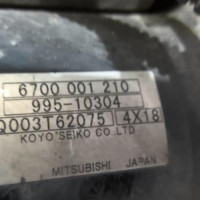 6700 001 210
995-10304
Q003T62075 4X18
KOYO SEIKO CO.,LTD
MITSUBISHI JAPAN